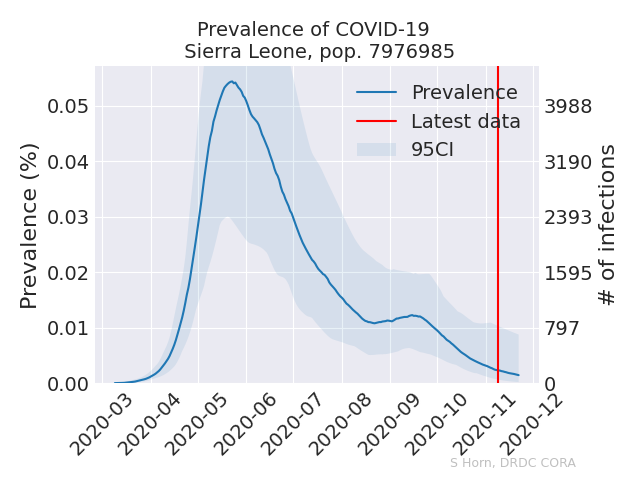 Prevalence of COVID-19
Sierra Leone, pop. 7976985
Prevalence (%)
0.05
0.04
0.03
0.02
0.01
0.00
Prevalence
Latest data
95CI
3988
3190
2393
1595
797
0
# of infections
2020-03
2020-04
2020-05
2020-06
2020-07
2020-08
2020-09
2020-10
2020-11
2020-12
S Horn, DRDC CORA